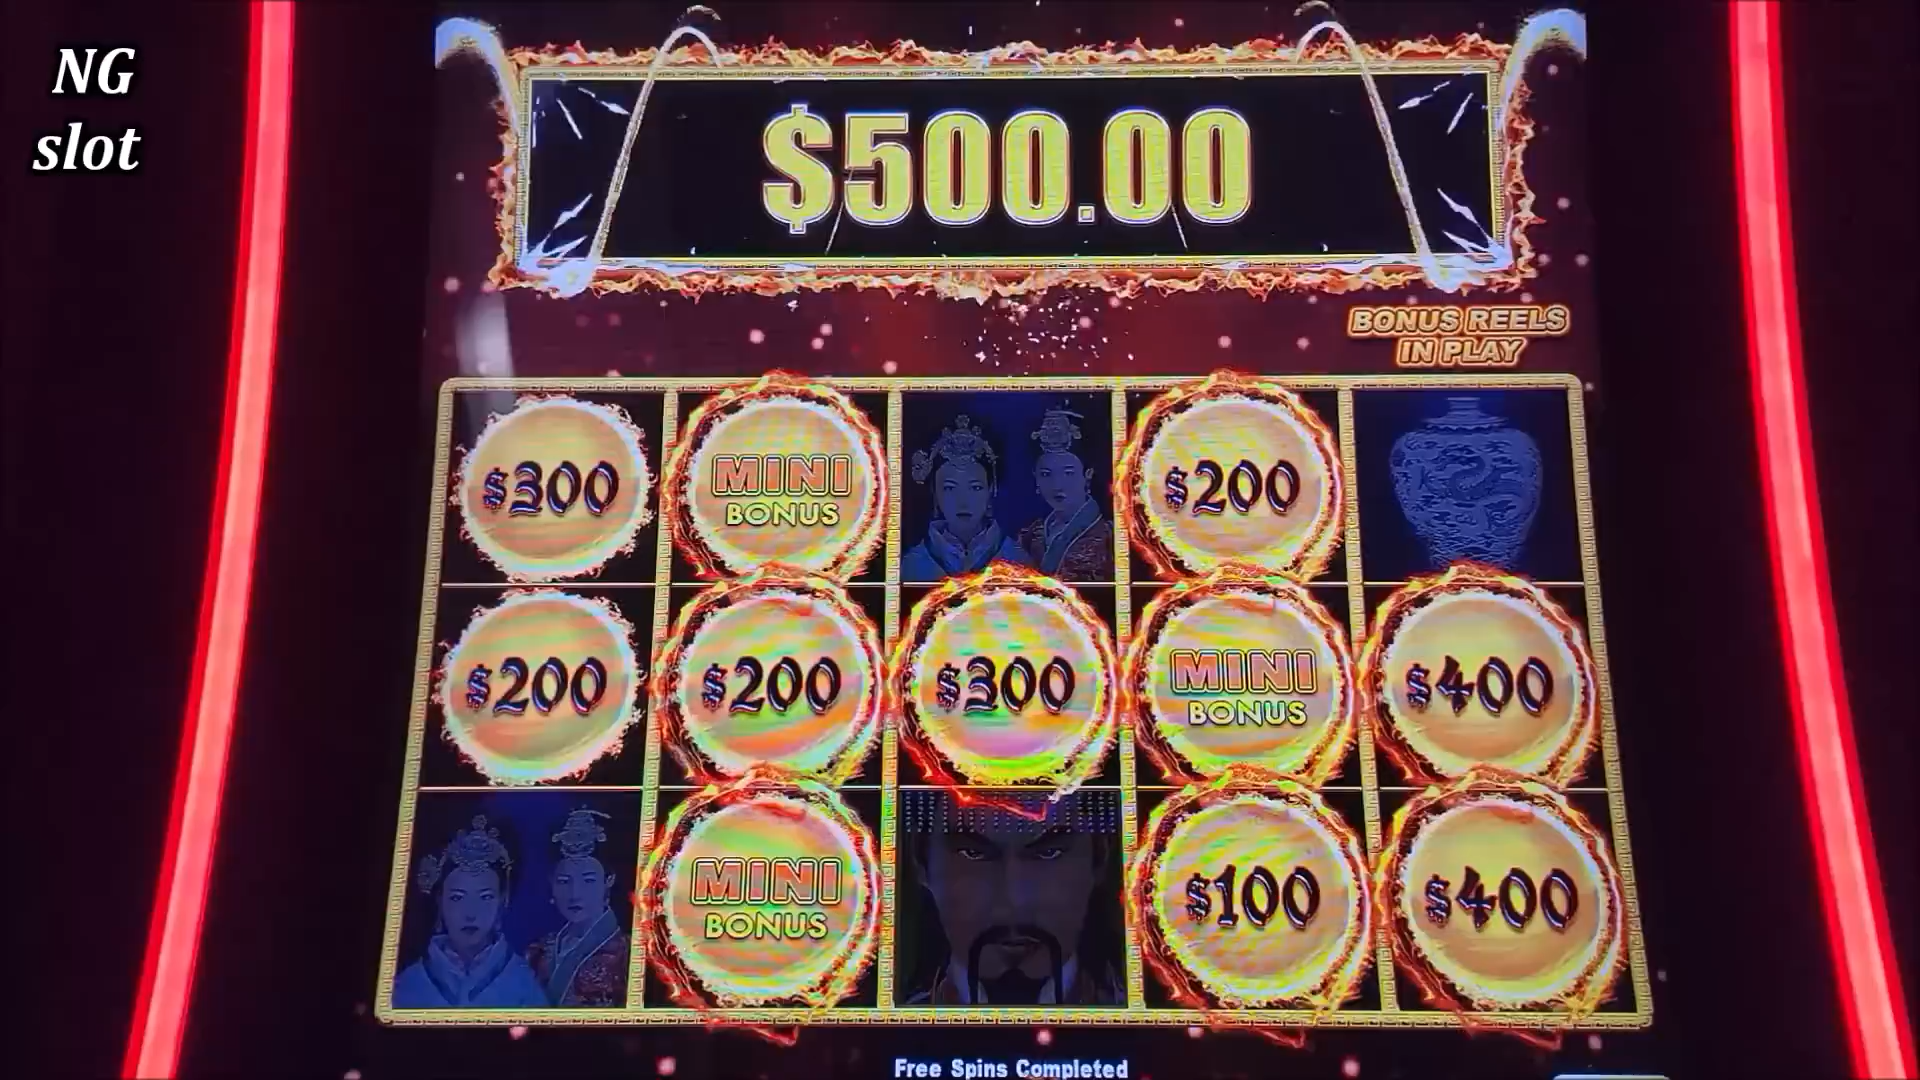 NG
slot
$500.00
BONUS REELS
IN PLAY
$300
MINI
BONUS
$200
$200
$200
$300
MINI
BONUS
$400
MINI
BONUS
$100
$400
Free Spins Completed